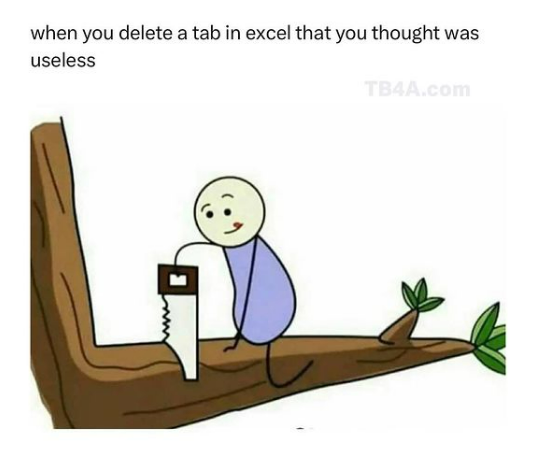 when you delete a tab in excel that you thought was
useless
TB4A.com